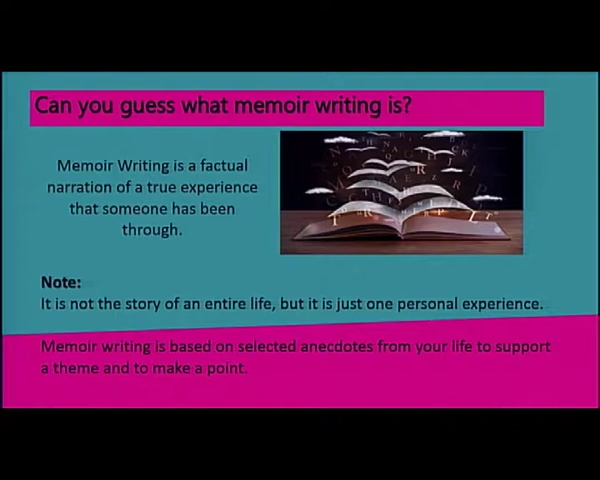 Can you guess what memoir writing is?
Memoir Writing is a factual
narration of a true experience
that someone has been
through.
Note:
It is not the story of an entire life, but it is just one personal experience.
Memoir writing is based on selected anecdotes from your life to support
a theme and to make a point.